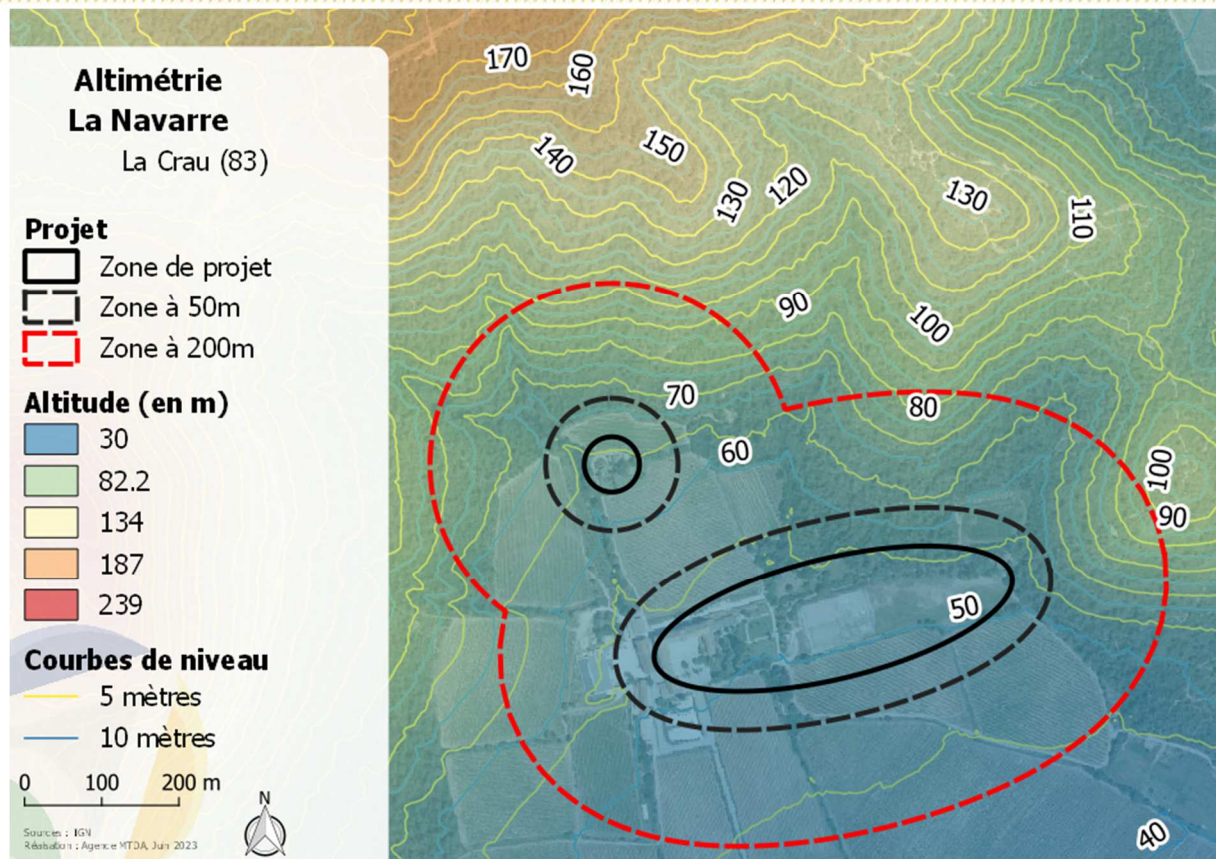 Altimétrie
La Navarre
La Crau (83)
Projet
Zone de projet
Zone à 50m
Zone à 200m
Altitude (en m)
30
82.2
134
187
239
Courbes de niveau
5 mètres
10 mètres
0 100 200 m
N
Sources : IGN
Réalisation : Agence MTDA, Juin 2023
170
160
150
140
130
120
130
110
90
100
70
80
60
100
90
50
40